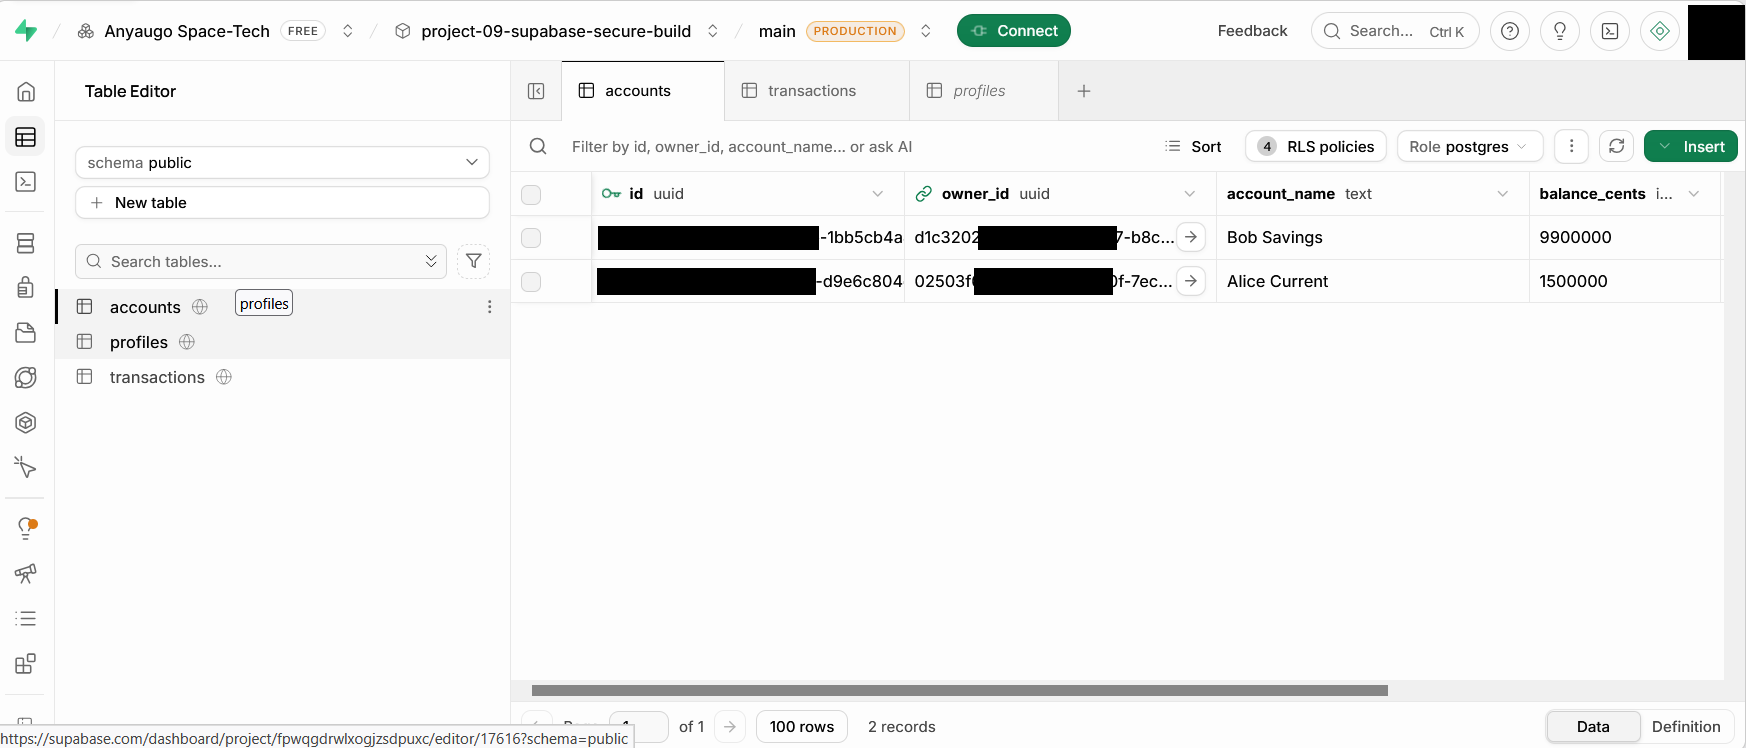 Anyaugo Space-Tech FREE project-09-supabase-secure-build main PRODUCTION Connect Feedback Search... Ctrl K
Table Editor
accounts transactions profiles
schema public
New table
Search tables...
accounts
profiles
profiles
transactions
Filter by id, owner_id, account_name... or ask AI Sort 4 RLS policies Role postgres Insert
id uuid owner_id uuid account_name text balance_cents i...
-1bb5cb4a d1c3202 7-b8c... Bob Savings 9900000
-d9e6c804 02503f 0f-7ec... Alice Current 1500000
1 of 1 100 rows 2 records Data Definition
https://supabase.com/dashboard/project/fpwqgdrwlxogjzsdpuxc/editor/17616?schema=public